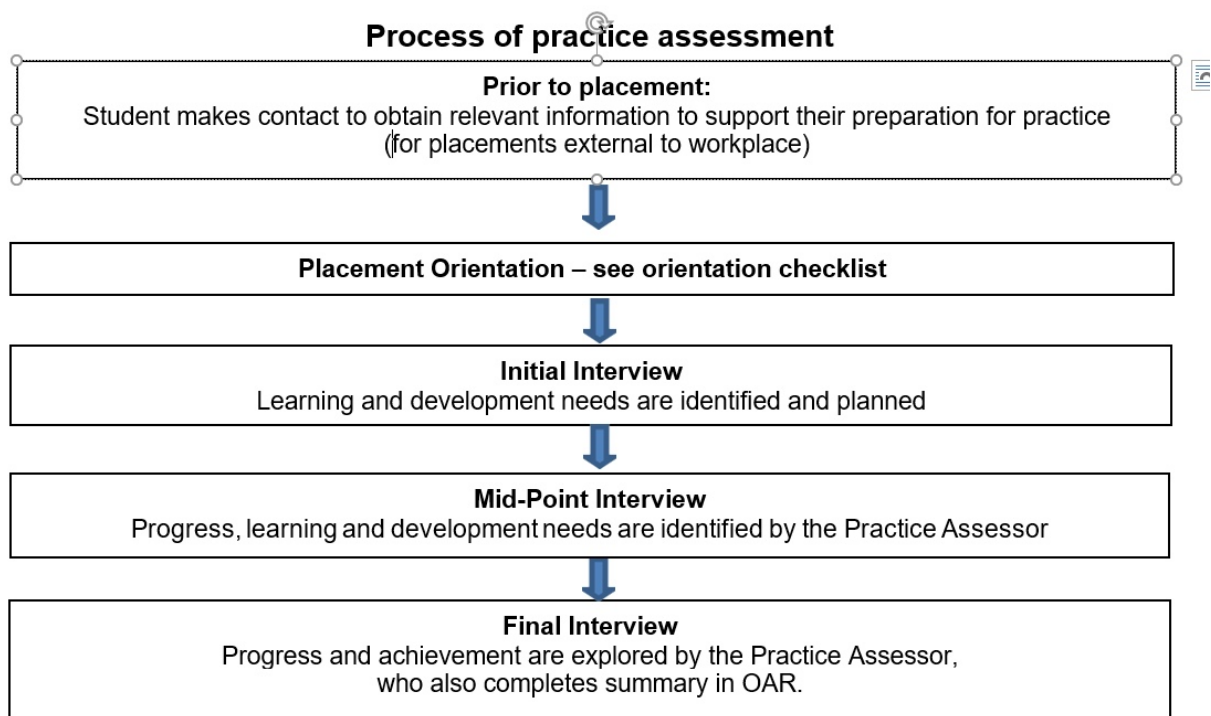 Process of practice assessment
Prior to placement:
Student makes contact to obtain relevant information to support their preparation for practice
(for placements external to workplace)
Placement Orientation – see orientation checklist
Initial Interview
Learning and development needs are identified and planned
Mid-Point Interview
Progress, learning and development needs are identified by the Practice Assessor
Final Interview
Progress and achievement are explored by the Practice Assessor,
who also completes summary in OAR.